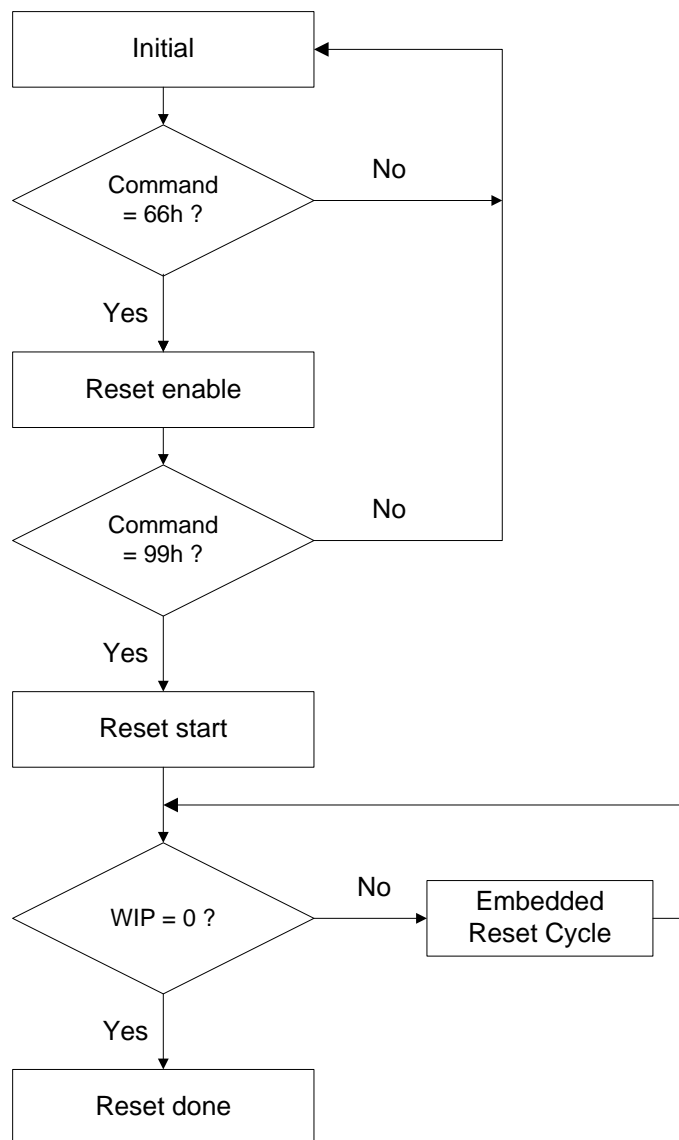 Initial
Command
= 66h ?
No
Yes
Reset enable
Command
= 99h ?
No
Yes
Reset start
WIP = 0 ?
No
Embedded
Reset Cycle
Yes
Reset done